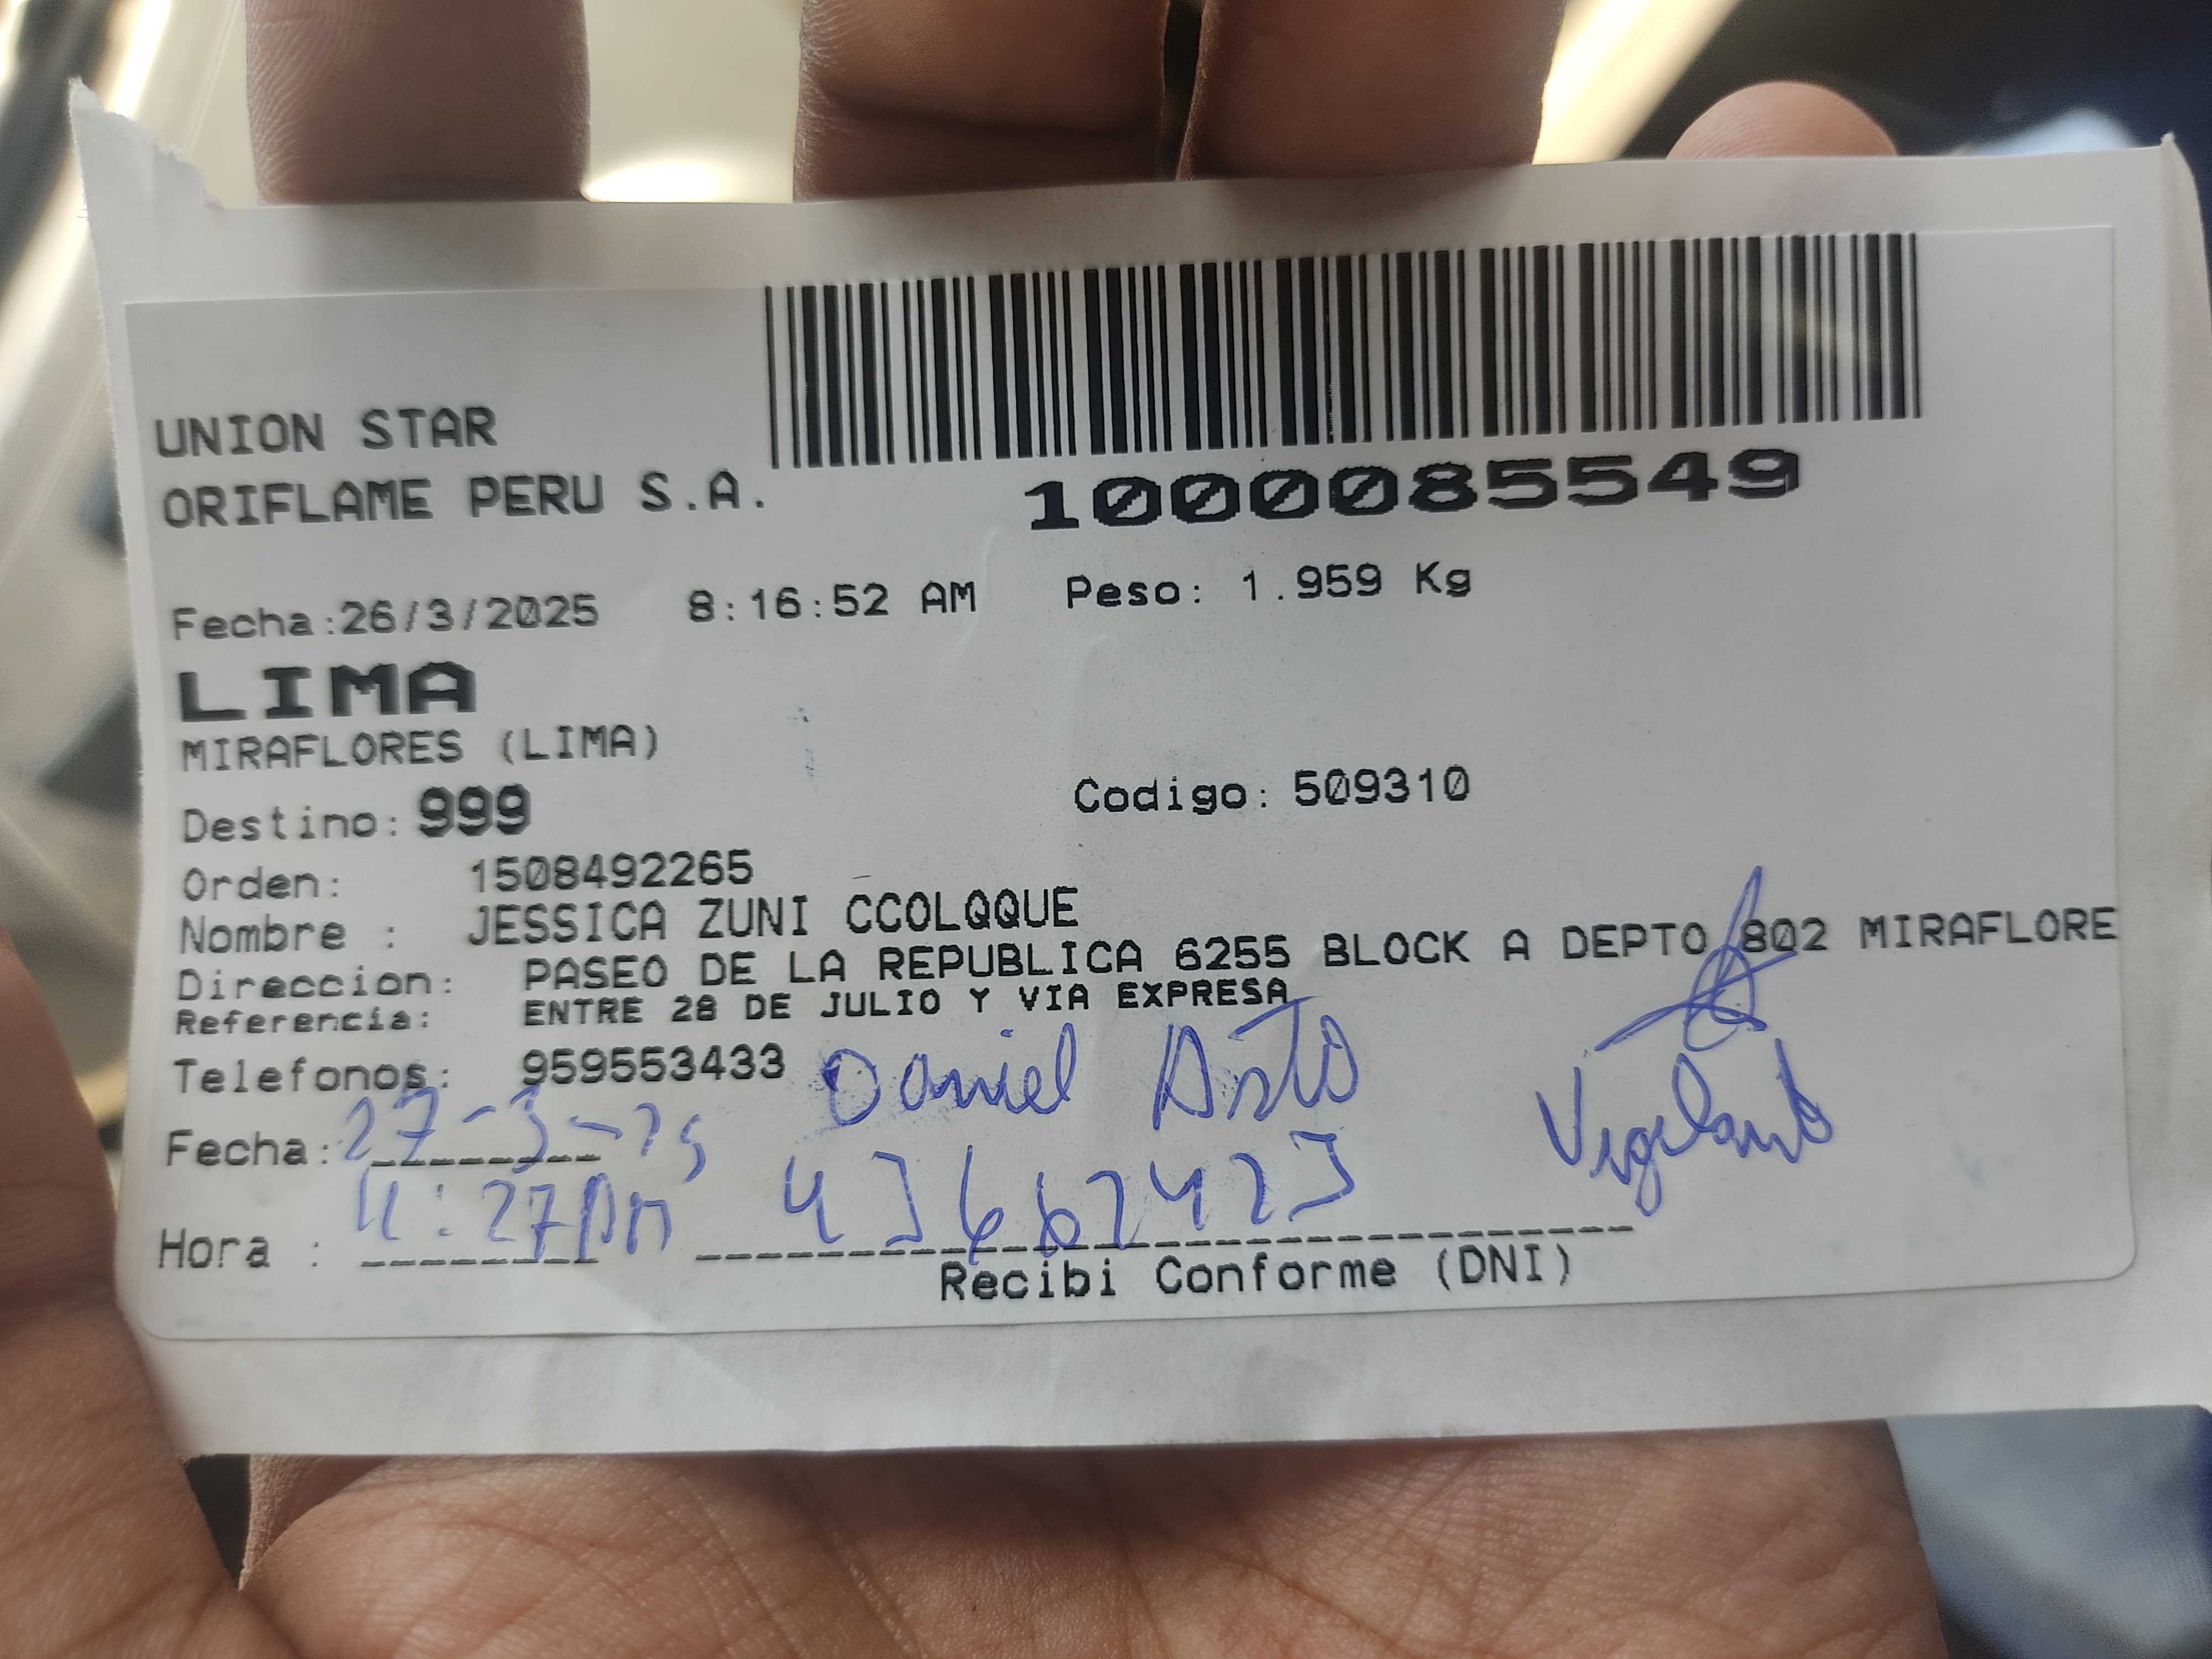 UNION STAR
ORIFLAME PERU S.A.
1000085549
Fecha:26/3/2025 8:16:52 AM Peso: 1.959 Kg
LIMA
MIRAFLORES (LIMA)
Destino: 999 Codigo: 509310
Orden: 1508492265
Nombre : JESSICA ZUNI CCOLQQUE
Direccion: PASEO DE LA REPUBLICA 6255 BLOCK A DEPTO 802 MIRAFLORE
Referencia: ENTRE 28 DE JULIO Y VIA EXPRESA
Telefonos: 959553433 Daniel
Fecha: 27-3-25 Vigilante
Hora : :27 pm
Recibi Conforme (DNI)